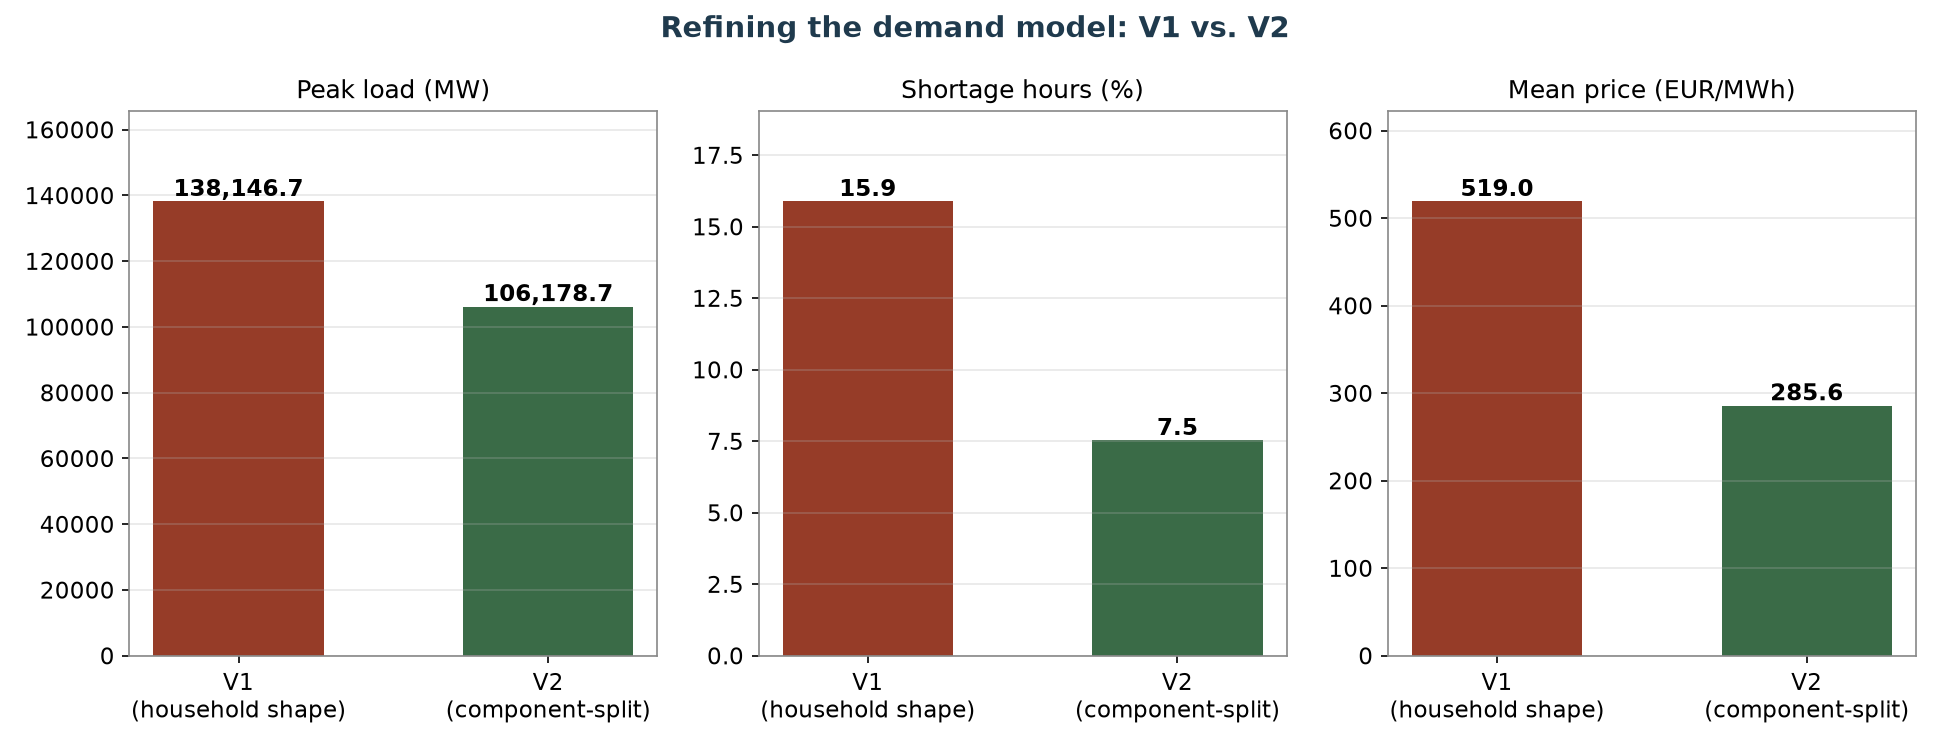 Refining the demand model: V1 vs. V2
Peak load (MW)
160000
140000
120000
100000
80000
60000
40000
20000
0
138,146.7
106,178.7
V1
(household shape)
V2
(component-split)
Shortage hours (%)
17.5
15.0
12.5
10.0
7.5
5.0
2.5
0.0
15.9
7.5
V1
(household shape)
V2
(component-split)
Mean price (EUR/MWh)
600
500
400
300
200
100
0
519.0
285.6
V1
(household shape)
V2
(component-split)